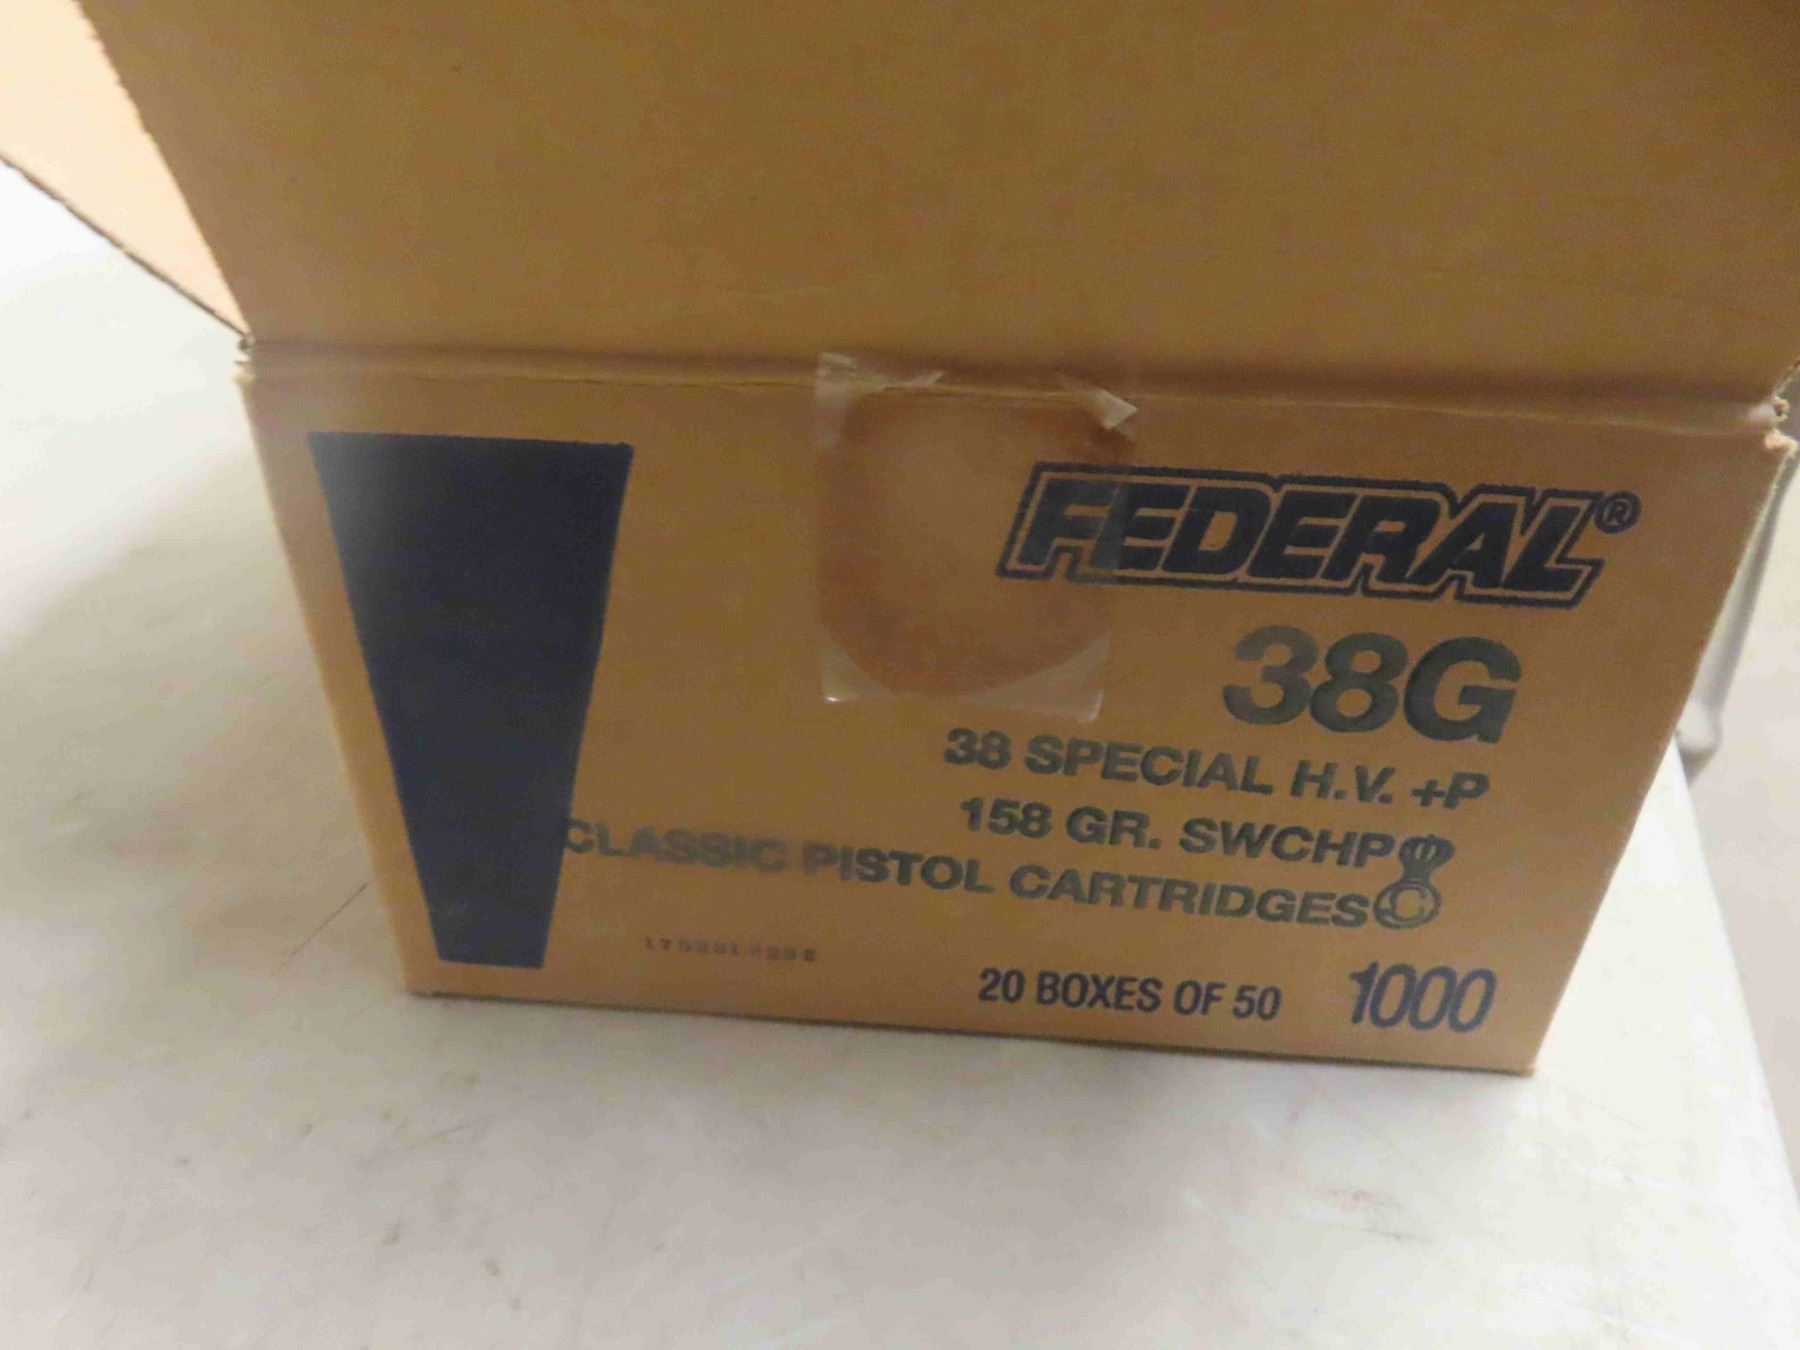 FEDERAL®
38G
38 SPECIAL H.V. +P
158 GR. SWCHP
CLASSIC PISTOL CARTRIDGES
20 BOXES OF 50 1000